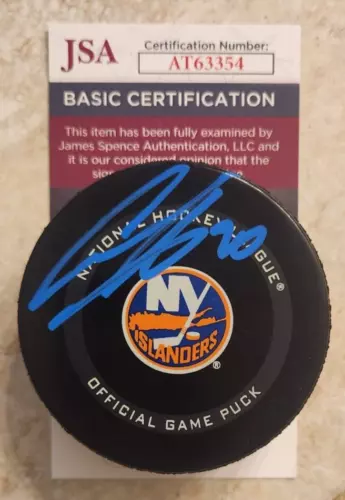 JSA
Certification Number:
AT63354
BASIC CERTIFICATION
This item has been fully examined by
James Spence Authentication, LLC and
it is our considered opinion that the
NATIONAL HOCKEY LEAGUE®
NY
ISLANDERS
®
OFFICIAL GAME PUCK